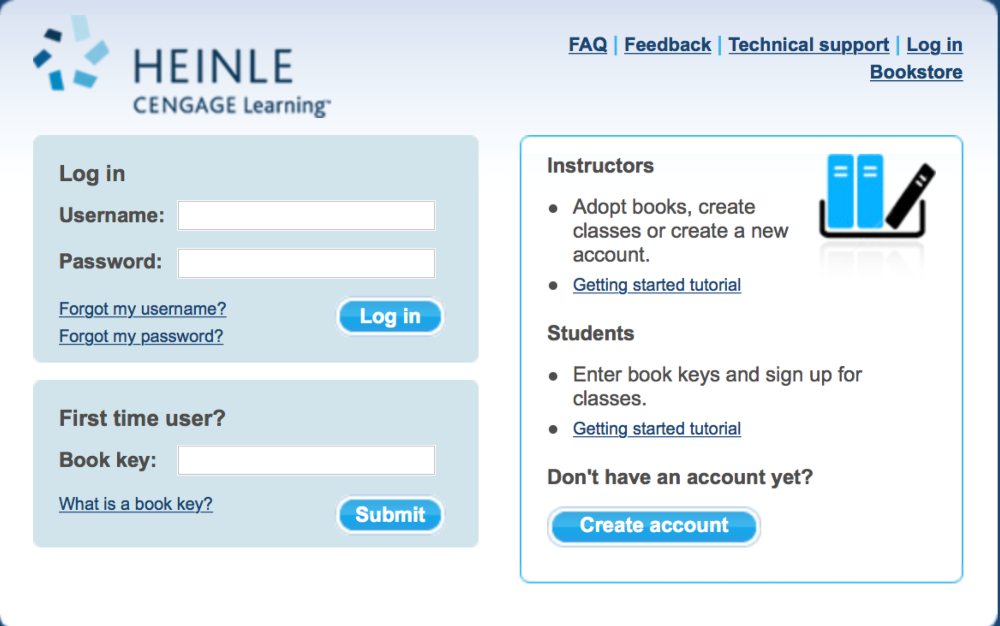 HEINLE
CENGAGE Learning™
FAQ | Feedback | Technical support | Log in
Bookstore
Log in
Username:
Password:
Forgot my username?
Forgot my password?
Log in
First time user?
Book key:
What is a book key?
Submit
Instructors
• Adopt books, create
classes or create a new
account.
• Getting started tutorial
Students
• Enter book keys and sign up for
classes.
• Getting started tutorial
Don't have an account yet?
Create account